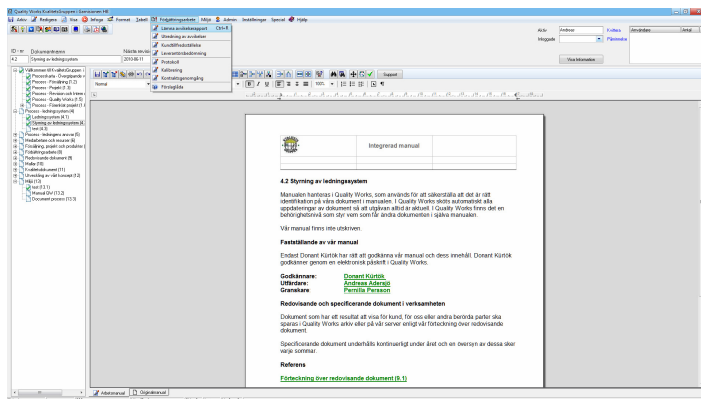 Quality Works KvalitetsGruppen i Samverkan HB
Arkiv Redigera Visa Infoga Format Tabell Förbättringsarbete Miljö Admin Inställningar Special Hjälp
Lämna avvikelserapport Ctrl+R
Utredning av avvikelser
Kundtillfredsställelse
Leverantörsbedömning
Protokoll
Kalibrering
Kontraktsgenomgång
Förslagslåda
Aktiv Andreas
Inloggade
Kvittera
Påminnelse
Användare Antal
Visa Information
ID - nr Dokumentnamn Nästa revision
4.2 Styrning av ledningssystem 2010-08-11
Välkommen till KvalitetsGruppen
Processkarta - Övergripande
Process - Försäljning (1.2)
Process - Projekt (1.3)
Process - Revision och
Process - Quality Works (1.5)
Process - Förenklat projekt (1.
Process - ledningssystem (4)
Ledningssystem (4.1)
Styrning av ledningssystem (4.
test (4.3)
Process - ledningens ansvar (5)
Medarbetare och resurser (6)
Försäljning, projekt och produkter (
Förbättringsarbete (8)
Redovisande dokument (9)
Mallar (10)
Kvalitetsdokument (11)
Utveckling av vårt koncept (12)
Miljö (13)
test (13.1)
Manual QW (13.2)
Document process (13.3)
Support
Normal
100%
Integrerad manual
4.2 Styrning av ledningssystem
Manualen hanteras i Quality Works, som används för att säkerställa att det är rätt
identifikation på våra dokument i manualen. I Quality Works sköts automatiskt alla
uppdateringar av dokument så att utgåvan alltid är aktuell. I Quality Works finns det en
behörighetsnivå som styr vem som får ändra dokumenten i själva manualen.
Vår manual finns inte utskriven.
Fastställande av vår manual
Endast Donant Kürtök har rätt att godkänna vår manual och dess innehåll. Donant Kürtök
godkänner genom en elektronisk påskrift i Quality Works.
Godkännare: Donant Kürtök
Utfärdare: Andreas Adersjö
Granskare Pernilla Persson
Redovisande och specificerande dokument i verksamheten
Dokument som har ett resultat att visa för kund, för oss eller andra berörda parter ska
sparas i Quality Works arkiv eller på vår server enligt vår förteckning över redovisande
dokument.
Specificerande dokument underhålls kontinuerligt under året och en översyn av dessa sker
varje sommar.
Referens
Förteckning över redovisande dokument (9.1)
Arbetsmanual Originalmanual